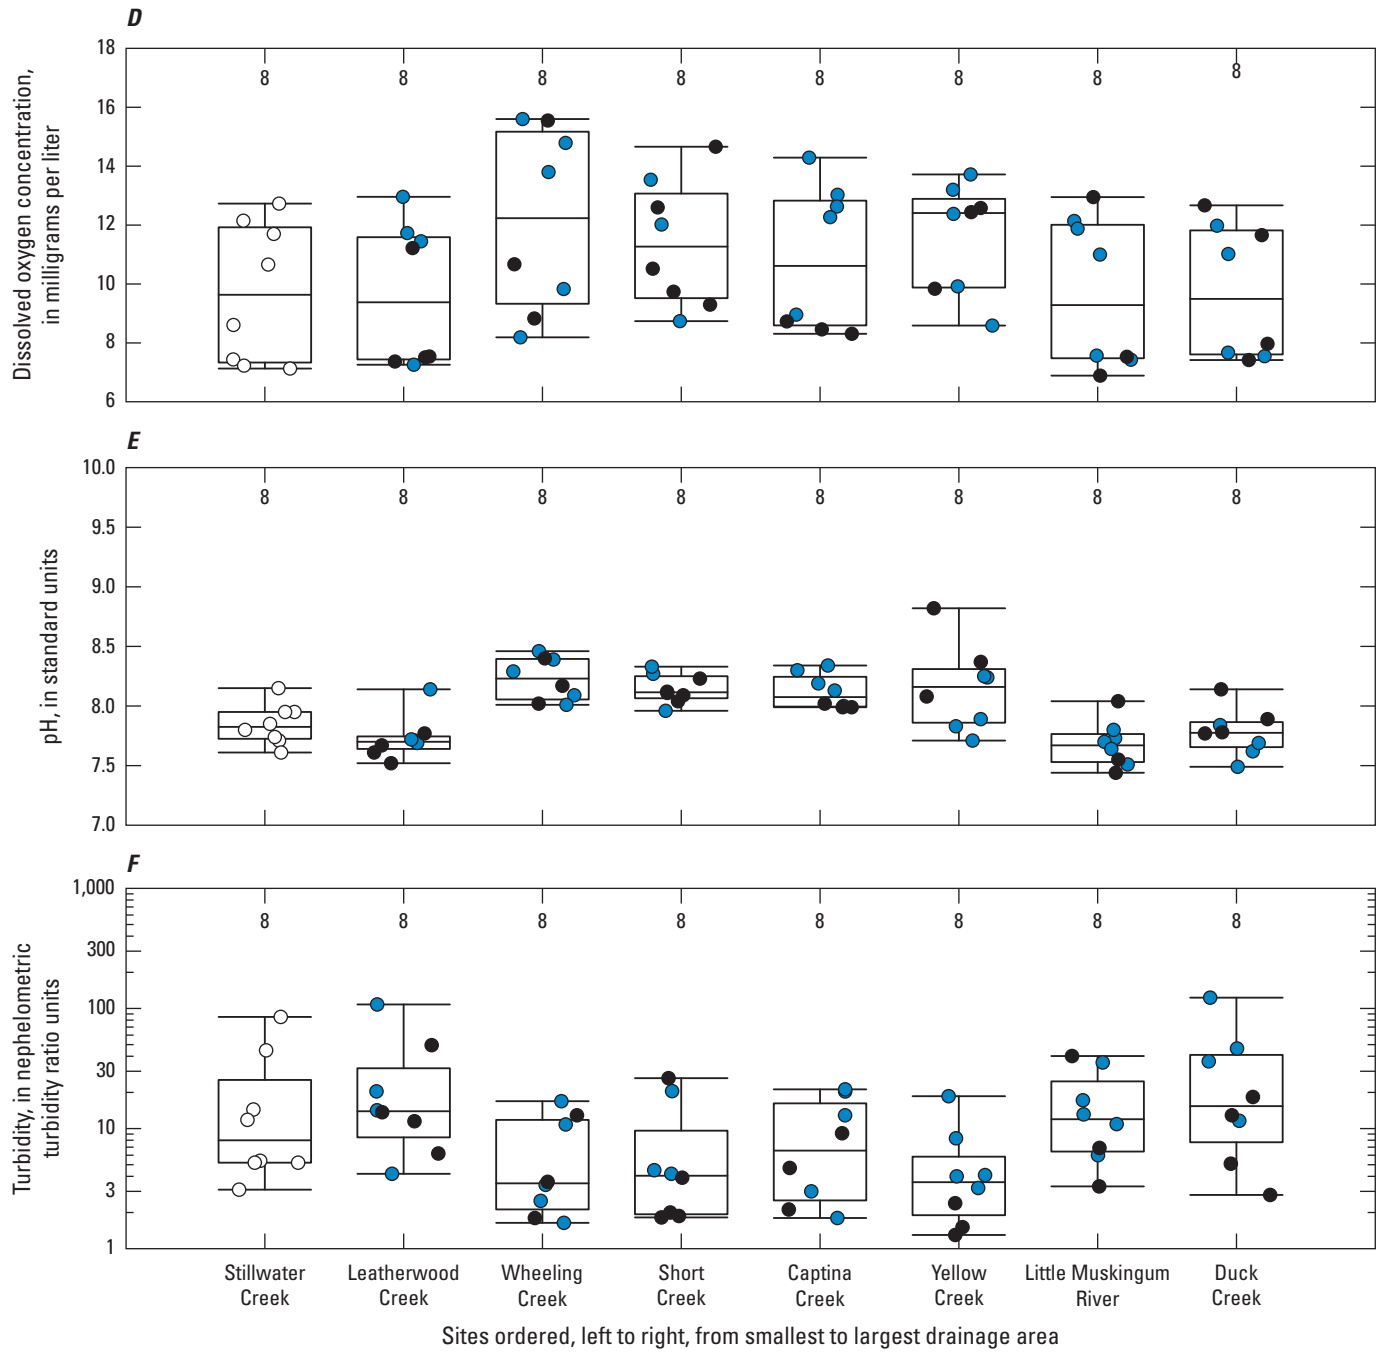 D
Dissolved oxygen concentration,
in milligrams per liter
18
16
14
12
10
8
6
8 8 8 8 8 8 8 8
E
pH, in standard units
10.0
9.5
9.0
8.5
8.0
7.5
7.0
8 8 8 8 8 8 8 8
F
Turbidity, in nephelometric
turbidity ratio units
1,000
300
100
30
10
3
1
8 8 8 8 8 8 8 8
Stillwater
Creek
Leatherwood
Creek
Wheeling
Creek
Short
Creek
Captina
Creek
Yellow
Creek
Little Muskingum
River
Duck
Creek
Sites ordered, left to right, from smallest to largest drainage area